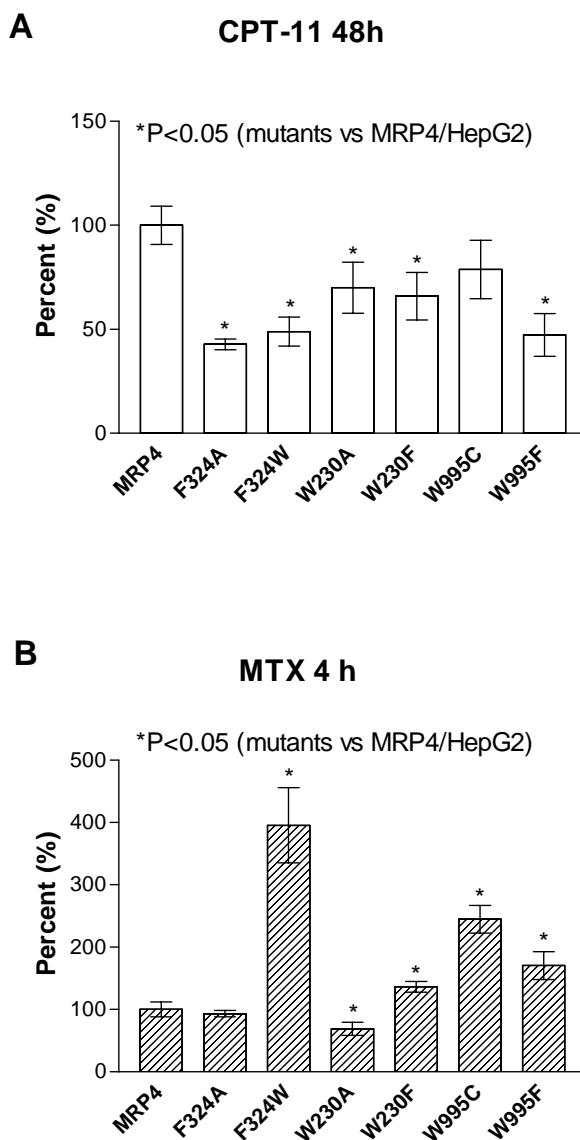 A
CPT-11 48h
*P<0.05 (mutants vs MRP4/HepG2)
Percent (%)
150
100
50
0
* * * * *
MRP4 F324A F324W W230A W230F W995C W995F
B
MTX 4 h
*P<0.05 (mutants vs MRP4/HepG2)
Percent (%)
500
400
300
200
100
0
* * * * *
MRP4 F324A F324W W230A W230F W995C W995F